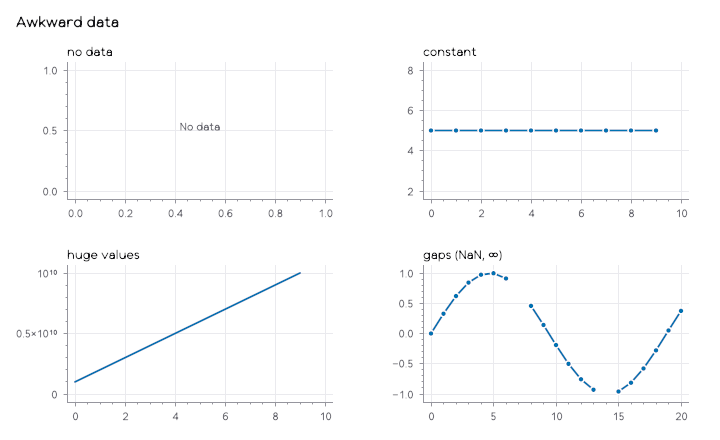 Awkward data
no data
1.0
0.5
0.0
No data
0.0 0.2 0.4 0.6 0.8 1.0
constant
8
6
4
2
0 2 4 6 8 10
huge values
10¹⁰
0.5×10¹⁰
0
0 2 4 6 8 10
gaps (NaN, ∞)
1.0
0.5
0.0
−0.5
−1.0
0 5 10 15 20